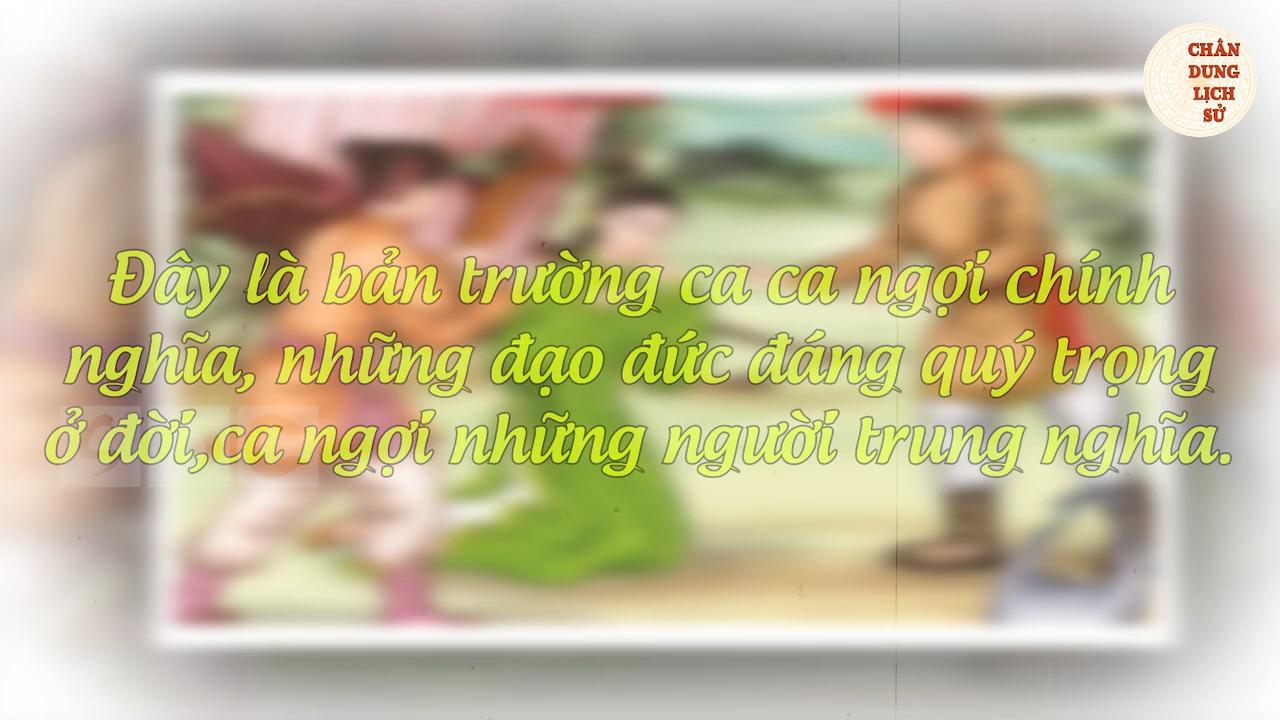 CHÂN
DUNG
LỊCH
SỬ
Đây là bản trường ca ca ngợi chính
nghĩa, những đạo đức đáng quý trọng
ở đời,ca ngợi những người trung nghĩa.